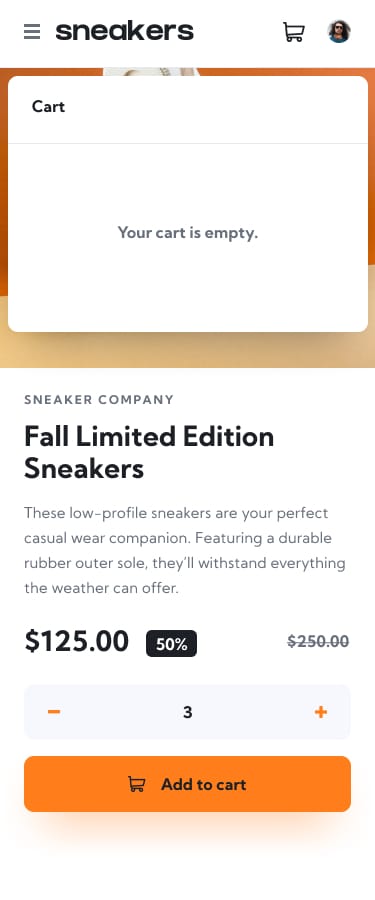 sneakers
Cart
Your cart is empty.
SNEAKER COMPANY
Fall Limited Edition
Sneakers
These low-profile sneakers are your perfect
casual wear companion. Featuring a durable
rubber outer sole, they’ll withstand everything
the weather can offer.
$125.00 50% $250.00
3
Add to cart